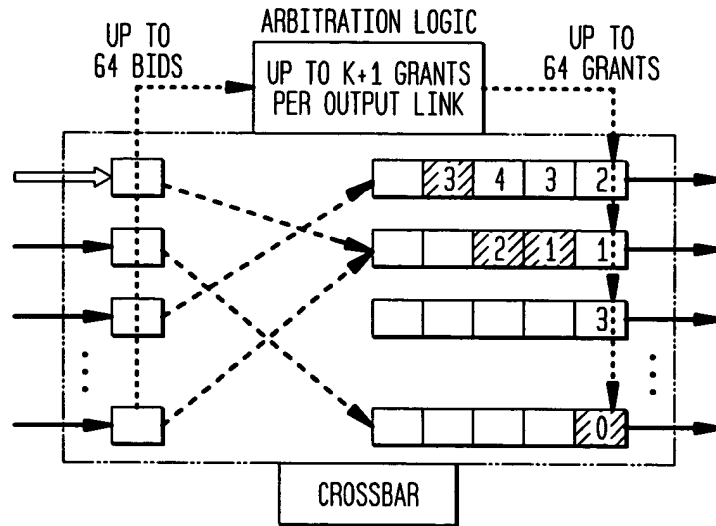 ARBITRATION LOGIC
UP TO
64 BIDS
UP TO K+1 GRANTS
PER OUTPUT LINK
UP TO
64 GRANTS
3 4 3 2
2 1 1
3
0
CROSSBAR